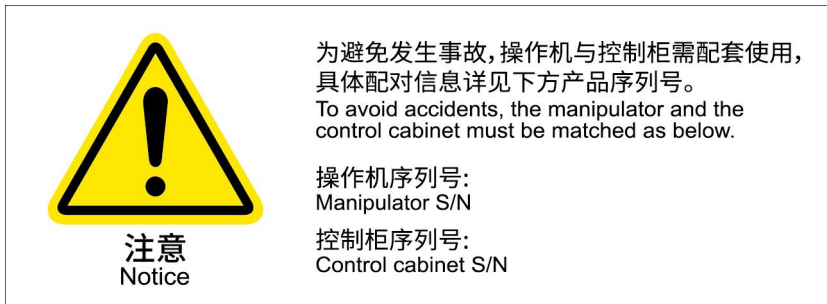 为避免发生事故，操作机与控制柜需配套使用，
具体配对信息详见下方产品序列号。
To avoid accidents, the manipulator and the
control cabinet must be matched as below.
操作机序列号:
Manipulator S/N
控制柜序列号:
Control cabinet S/N
注意
Notice